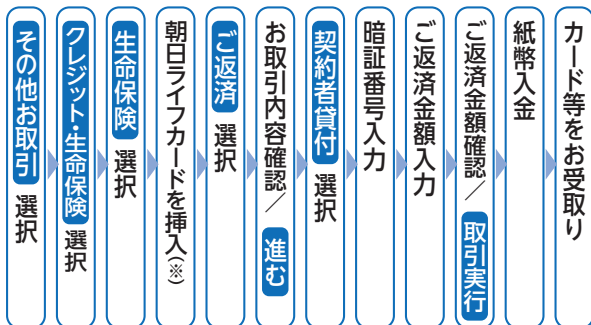 その他お取引 選択
クレジット・生命保険 選択
生命保険 選択
朝日ライフカードを挿入(※)
ご返済 選択
お取引内容確認／ 進む
契約者貸付 選択
暗証番号入力
ご返済金額入力
ご返済金額確認／ 取引実行
紙幣入金
カード等をお受取り